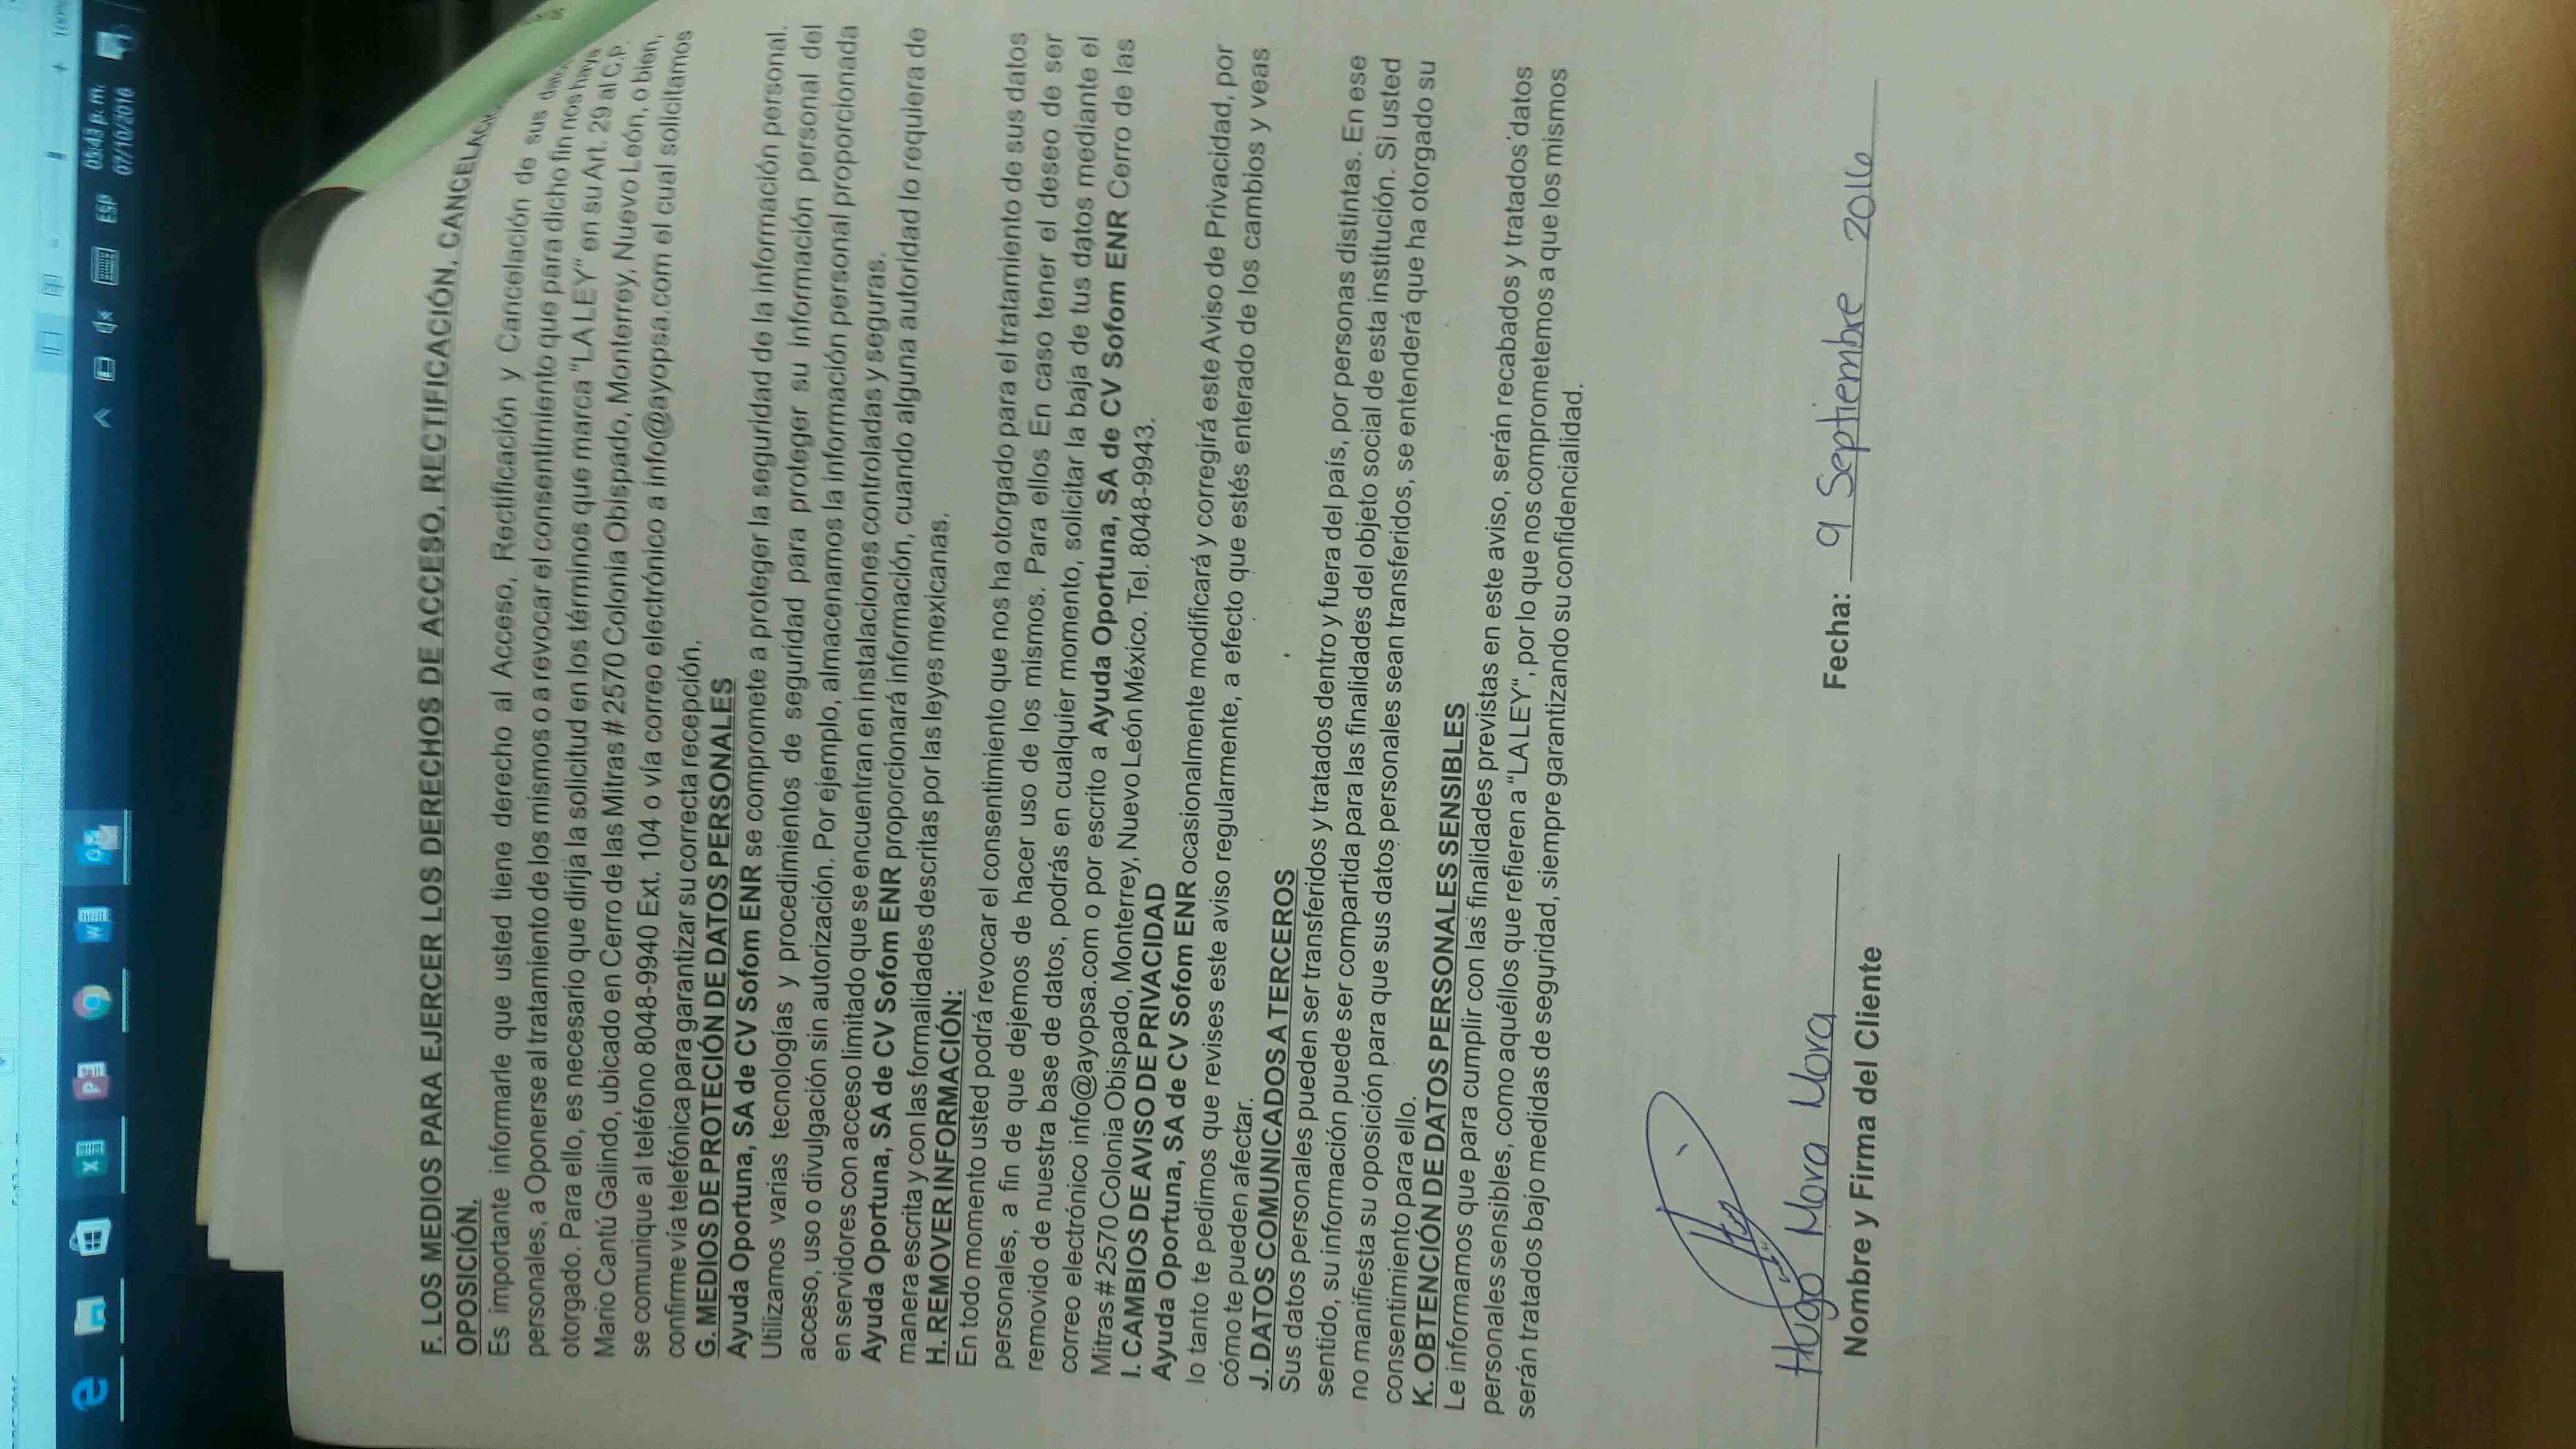 100%
05:43 p. m.
ESP
07/10/2016
F. LOS MEDIOS PARA EJERCER LOS DERECHOS DE ACCESO, RECTIFICACIÓN, CANCELACIÓ
OPOSICIÓN.
Es importante informarle que usted tiene derecho al Acceso, Rectificación y Cancelación de sus datos
personales, a Oponerse al tratamiento de los mismos o a revocar el consentimiento que para dicho fin nos haya
otorgado. Para ello, es necesario que dirija la solicitud en los términos que marca "LA LEY" en su Art. 29 al C.P.
Mario Cantú Galindo, ubicado en Cerro de las Mitras # 2570 Colonia Obispado, Monterrey, Nuevo León, o bien,
se comunique al teléfono 8048-9940 Ext. 104 o vía correo electrónico a info@ayopsa.com el cual solicitamos
confirme vía telefónica para garantizar su correcta recepción.
G. MEDIOS DE PROTECIÓN DE DATOS PERSONALES
Ayuda Oportuna, SA de CV Sofom ENR se compromete a proteger la seguridad de la información personal.
Utilizamos varias tecnologías y procedimientos de seguridad para proteger su información personal del
acceso, uso o divulgación sin autorización. Por ejemplo, almacenamos la información personal proporcionada
en servidores con acceso limitado que se encuentran en instalaciones controladas y seguras.
Ayuda Oportuna, SA de CV Sofom ENR proporcionará información, cuando alguna autoridad lo requiera de
manera escrita y con las formalidades descritas por las leyes mexicanas.
H. REMOVER INFORMACIÓN:
En todo momento usted podrá revocar el consentimiento que nos ha otorgado para el tratamiento de sus datos
personales, a fin de que dejemos de hacer uso de los mismos. Para ellos En caso tener el deseo de ser
removido de nuestra base de datos, podrás en cualquier momento, solicitar la baja de tus datos mediante el
correo electrónico info@ayopsa.com o por escrito a Ayuda Oportuna, SA de CV Sofom ENR Cerro de las
Mitras # 2570 Colonia Obispado, Monterrey, Nuevo León México. Tel. 8048-9943.
I. CAMBIOS DE AVISO DE PRIVACIDAD
Ayuda Oportuna, SA de CV Sofom ENR ocasionalmente modificará y corregirá este Aviso de Privacidad, por
lo tanto te pedimos que revises este aviso regularmente, a efecto que estés enterado de los cambios y veas
cómo te pueden afectar.
J. DATOS COMUNICADOS A TERCEROS
Sus datos personales pueden ser transferidos y tratados dentro y fuera del país, por personas distintas. En ese
sentido, su información puede ser compartida para las finalidades del objeto social de esta institución. Si usted
no manifiesta su oposición para que sus datos personales sean transferidos, se entenderá que ha otorgado su
consentimiento para ello.
K. OBTENCIÓN DE DATOS PERSONALES SENSIBLES
Le informamos que para cumplir con las finalidades previstas en este aviso, serán recabados y tratados datos
personales sensibles, como aquéllos que refieren a "LA LEY", por lo que nos comprometemos a que los mismos
serán tratados bajo medidas de seguridad, siempre garantizando su confidencialidad.
Hugo Mora Mora
Nombre y Firma del Cliente
Fecha: 9 Septiembre 2016